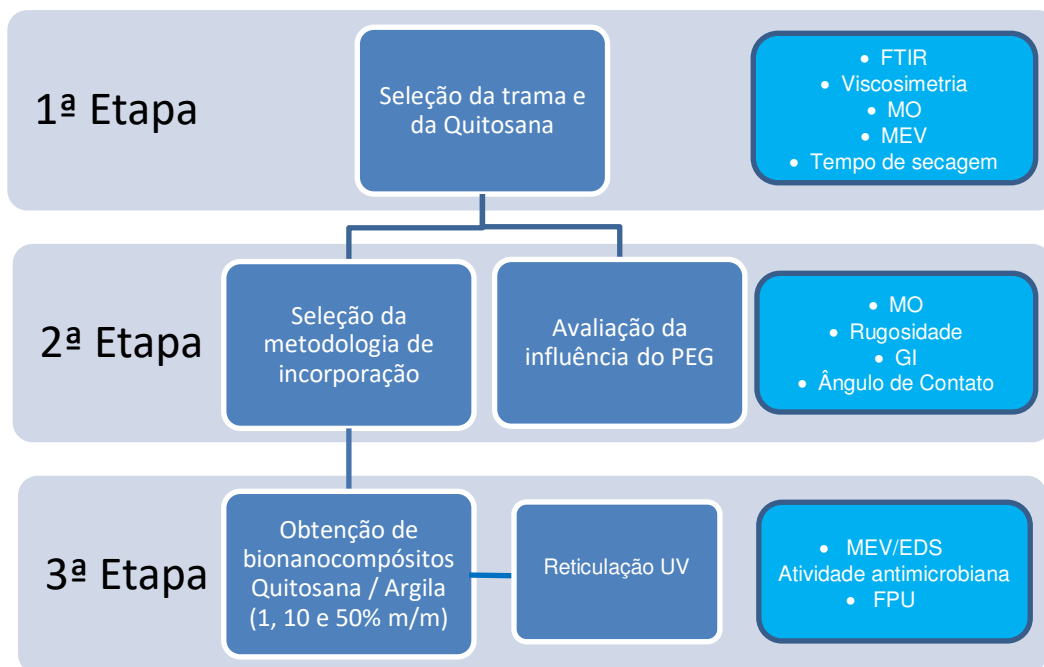 1ª Etapa
Seleção da trama e
da Quitosana
• FTIR
• Viscosimetria
• MO
• MEV
• Tempo de secagem
2ª Etapa
Seleção da
metodologia de
incorporação
Avaliação da
influência do PEG
• MO
• Rugosidade
• GI
• Ângulo de Contato
3ª Etapa
Obtenção de
bionanocompósitos
Quitosana / Argila
(1, 10 e 50% m/m)
Reticulação UV
• MEV/EDS
Atividade antimicrobiana
• FPU